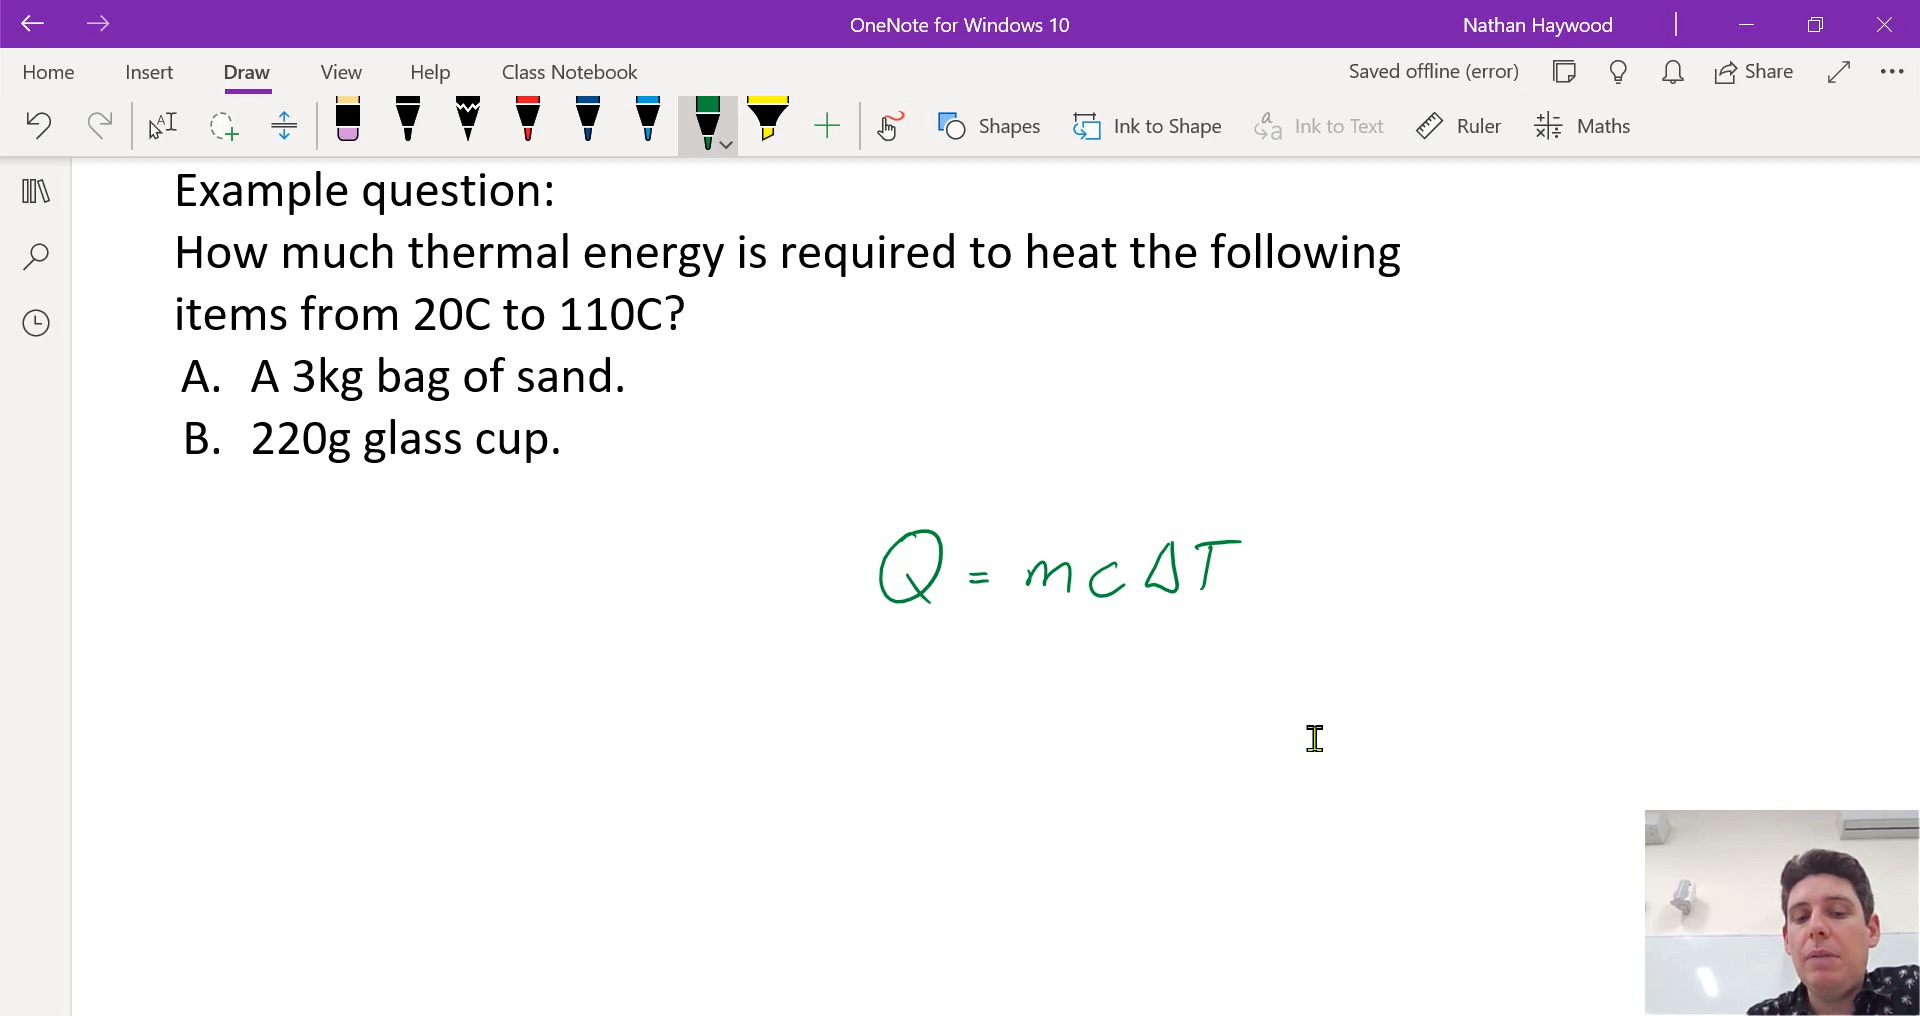 OneNote for Windows 10 Nathan Haywood
Home Insert Draw View Help Class Notebook Saved offline (error) Share
Shapes Ink to Shape Ink to Text Ruler Maths
Example question:
How much thermal energy is required to heat the following
items from 20C to 110C?
A. A 3kg bag of sand.
B. 220g glass cup.
Q = mcΔT